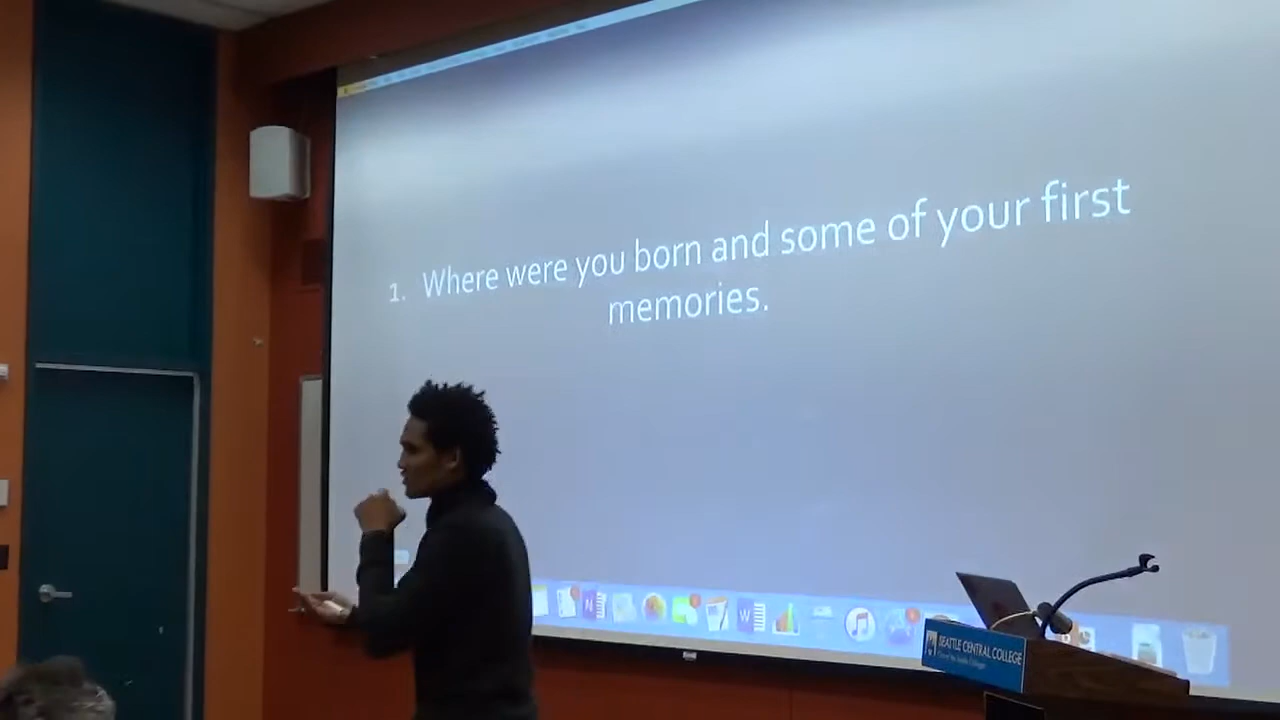 1. Where were you born and some of your first
memories.
SEATTLE CENTRAL COLLEGE